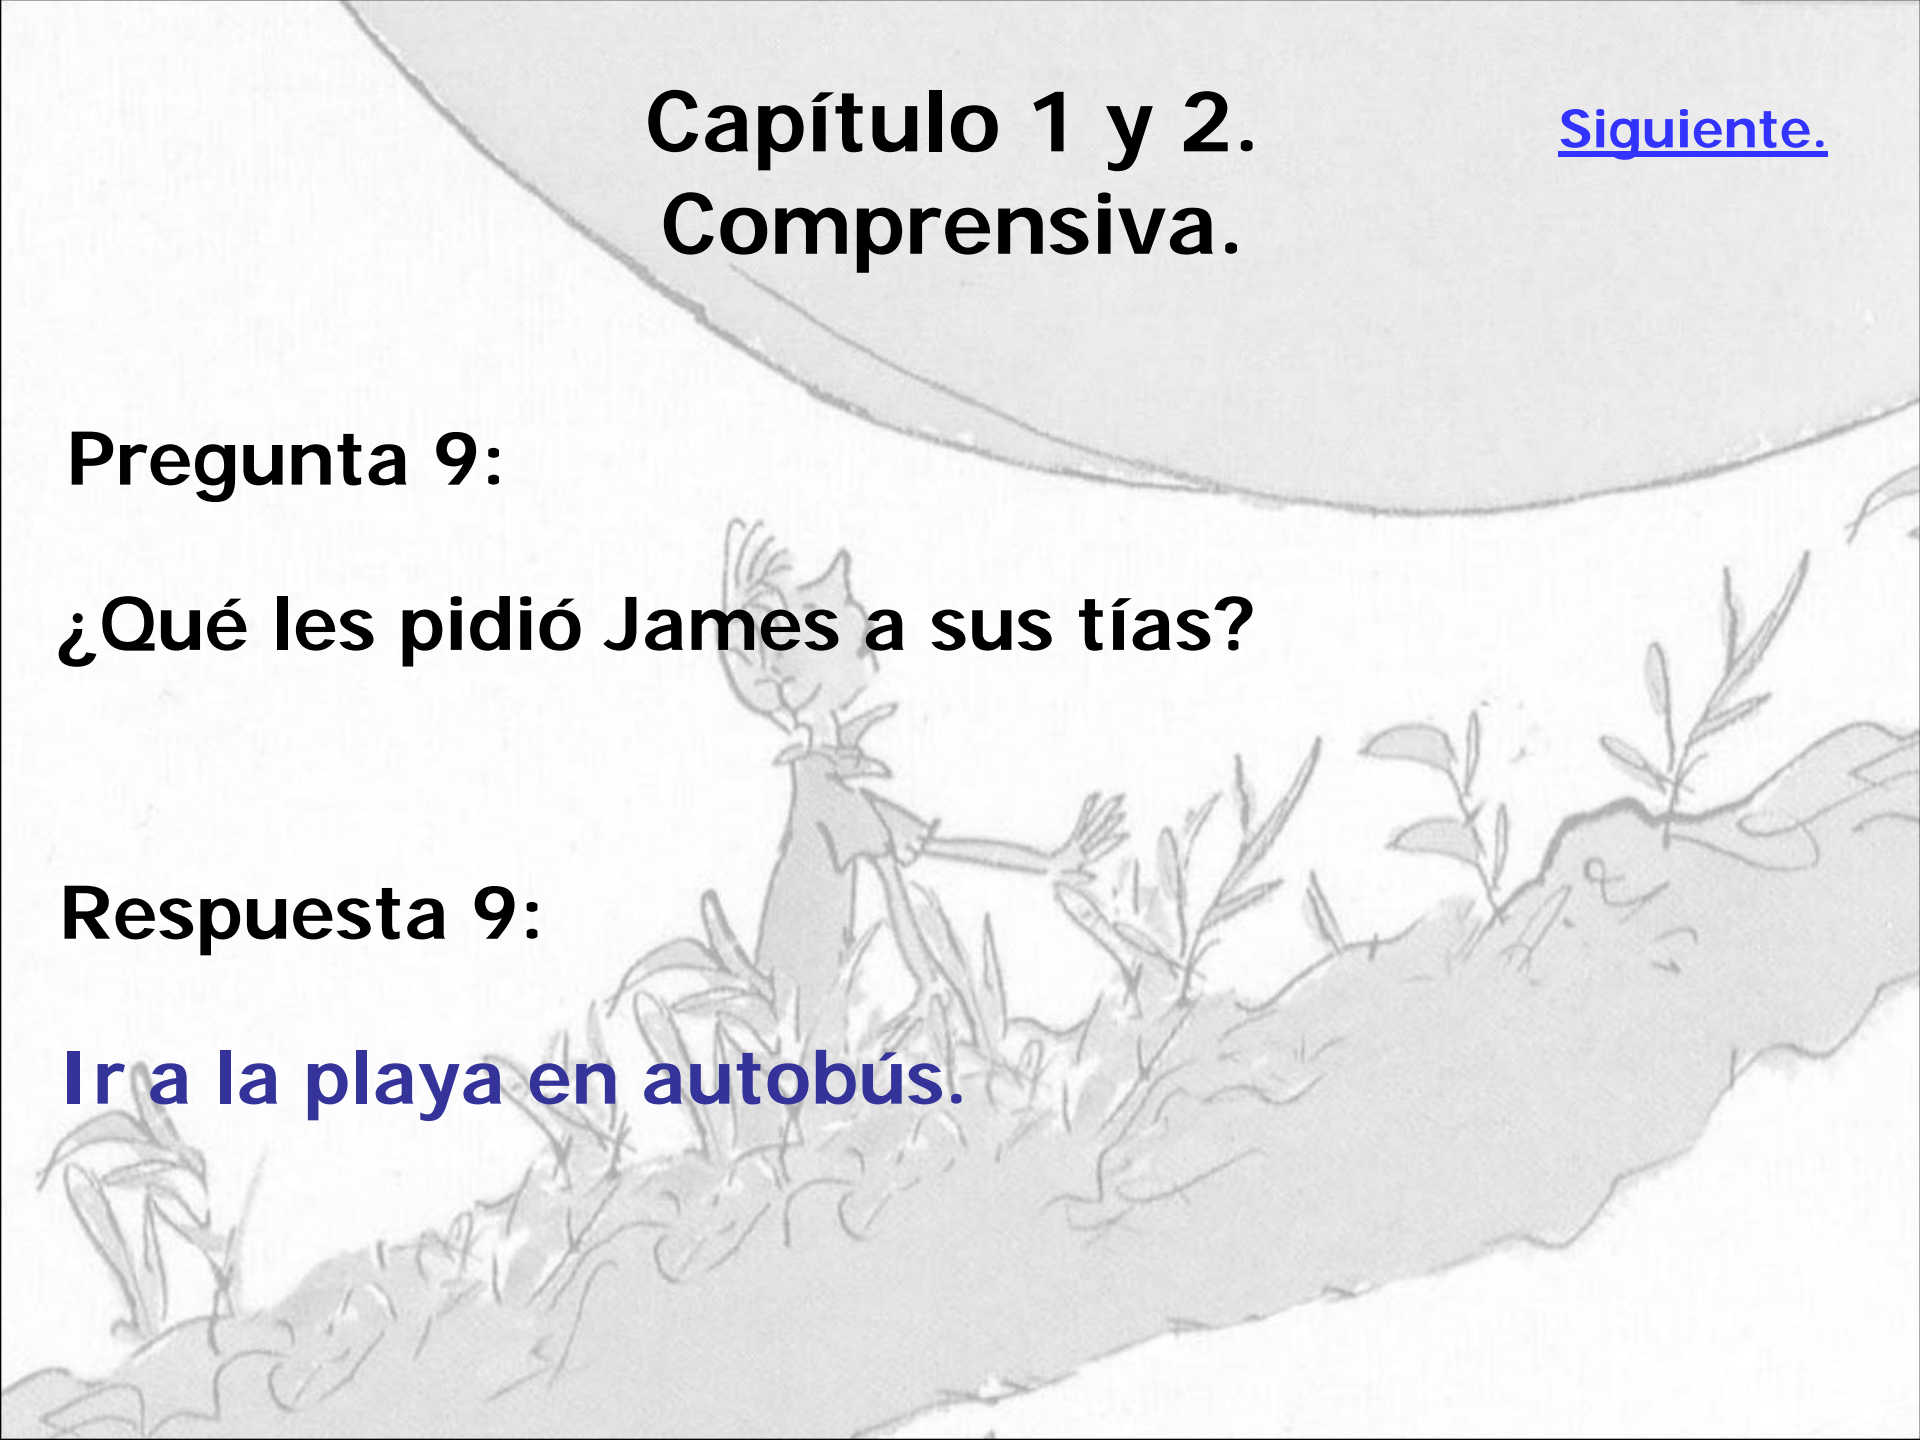 Capítulo 1 y 2.
Comprensiva.
Siguiente.
Pregunta 9:
¿Qué les pidió James a sus tías?
Respuesta 9:
Ir a la playa en autobús.